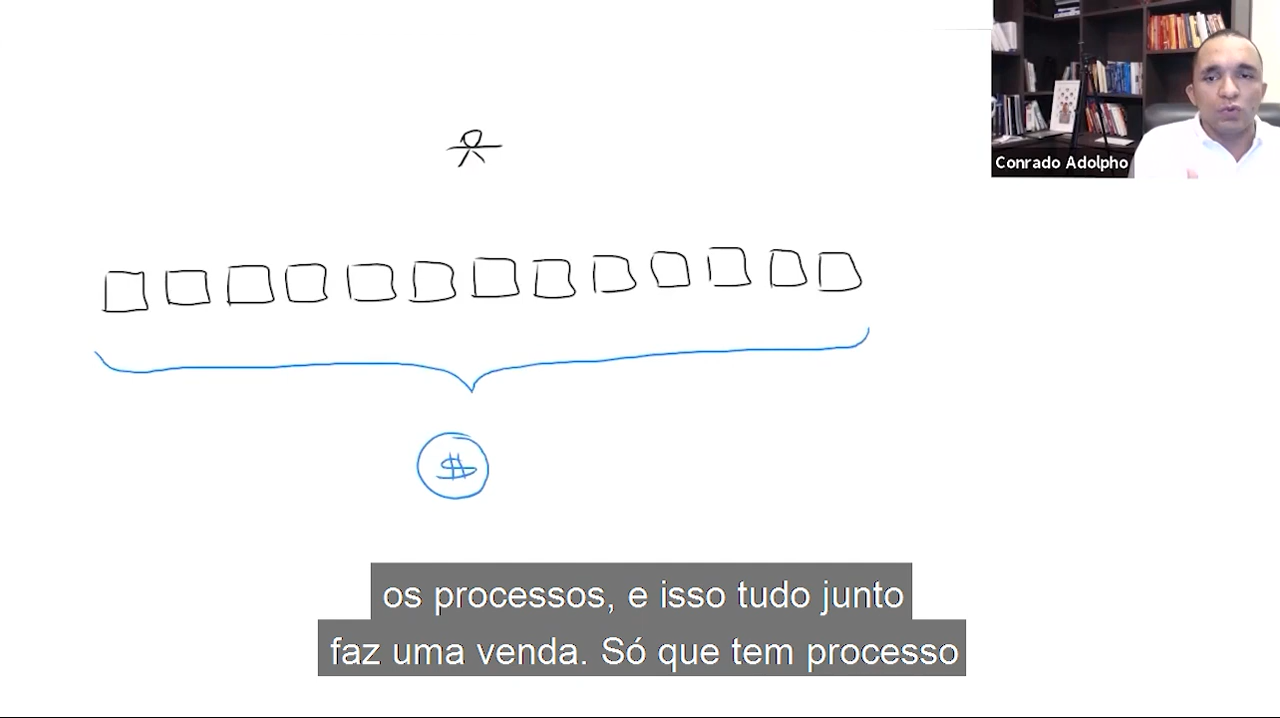 Conrado Adolpho
$
os processos, e isso tudo junto
faz uma venda. Só que tem processo